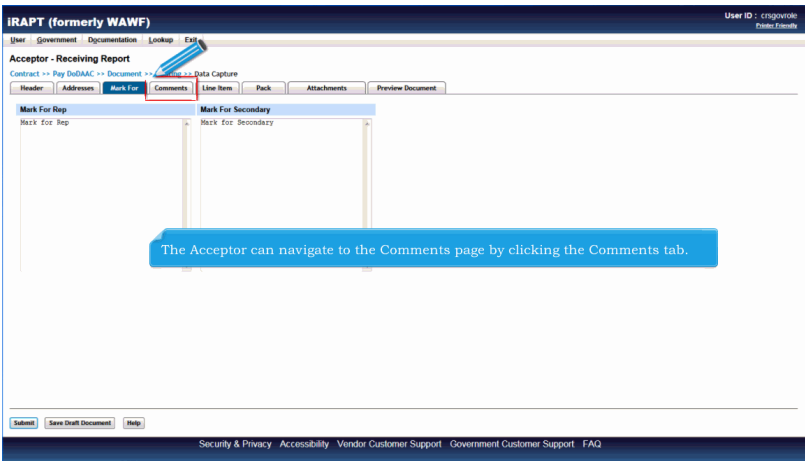 iRAPT (formerly WAWF)
User ID : crsgovrole
Printer Friendly
User Government Documentation Lookup Exit
Acceptor - Receiving Report
Contract >> Pay DoDAAC >> Document >> >> Data Capture
Header Addresses Mark For Comments Line Item Pack Attachments Preview Document
Mark For Rep Mark For Secondary
Mark for Rep Mark for Secondary
The Acceptor can navigate to the Comments page by clicking the Comments tab.
Submit Save Draft Document Help
Security & Privacy Accessibility Vendor Customer Support Government Customer Support FAQ